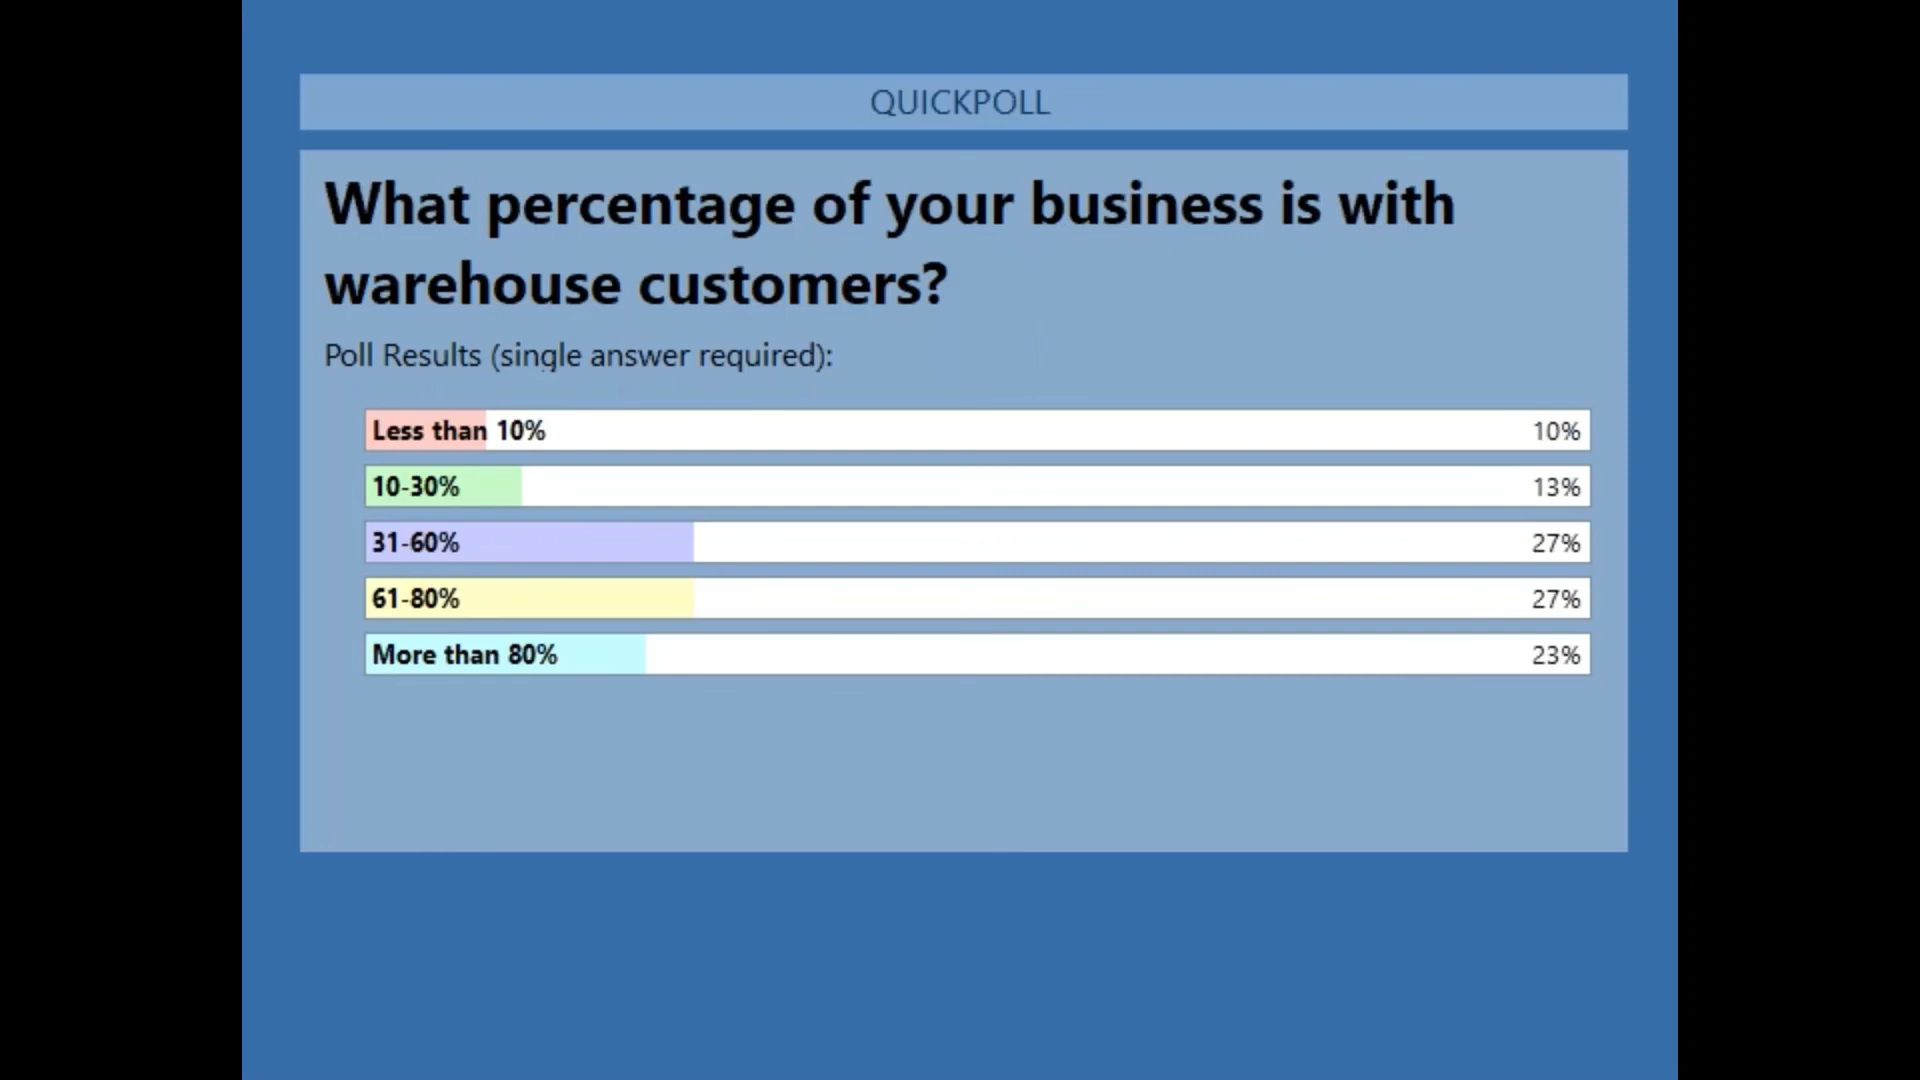 QUICKPOLL
What percentage of your business is with
warehouse customers?
Poll Results (single answer required):
Less than 10% 10%
10-30% 13%
31-60% 27%
61-80% 27%
More than 80% 23%